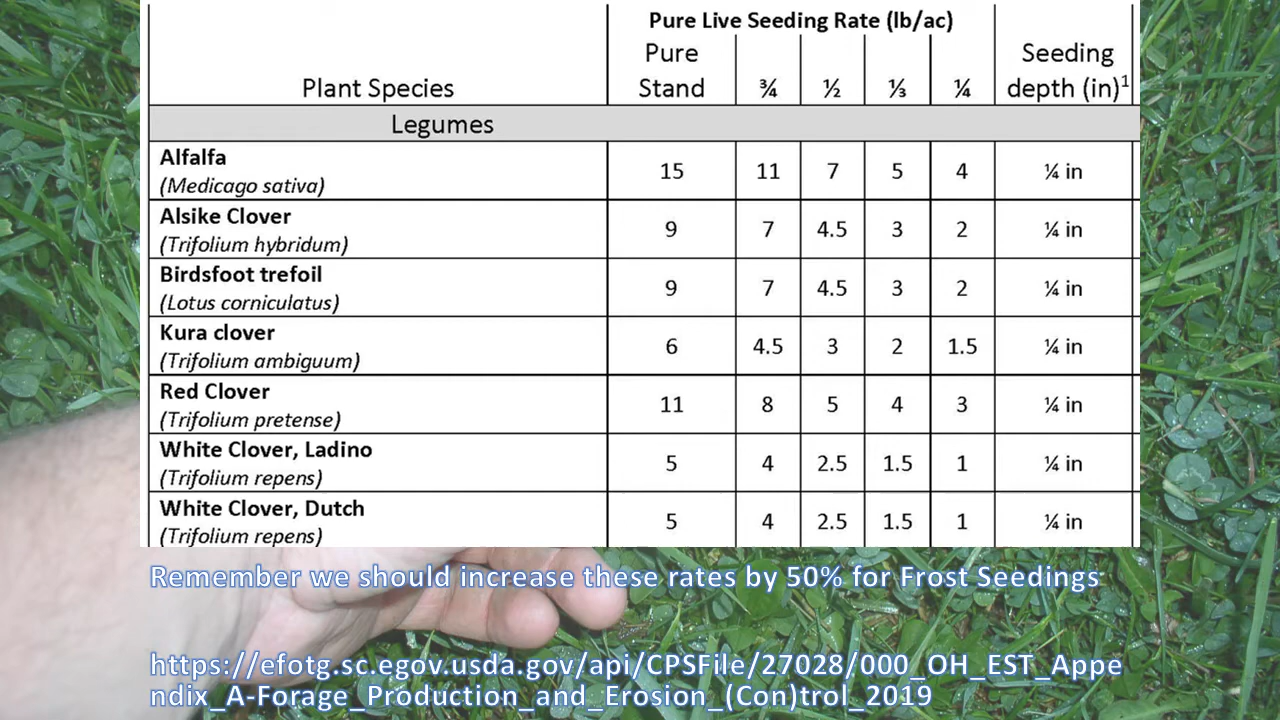 Pure Live Seeding Rate (lb/ac)
Plant Species Pure Stand ¾ ½ ⅓ ¼ Seeding depth (in)¹
Legumes
Alfalfa
(Medicago sativa) 15 11 7 5 4 ¼ in
Alsike Clover
(Trifolium hybridum) 9 7 4.5 3 2 ¼ in
Birdsfoot trefoil
(Lotus corniculatus) 9 7 4.5 3 2 ¼ in
Kura clover
(Trifolium ambiguum) 6 4.5 3 2 1.5 ¼ in
Red Clover
(Trifolium pretense) 11 8 5 4 3 ¼ in
White Clover, Ladino
(Trifolium repens) 5 4 2.5 1.5 1 ¼ in
White Clover, Dutch
(Trifolium repens) 5 4 2.5 1.5 1 ¼ in
Remember we should increase these rates by 50% for Frost Seedings
https://efotg.sc.egov.usda.gov/api/CPSFile/27028/000_OH_EST_Appe
ndix_A-Forage_Production_and_Erosion_(Con)trol_2019